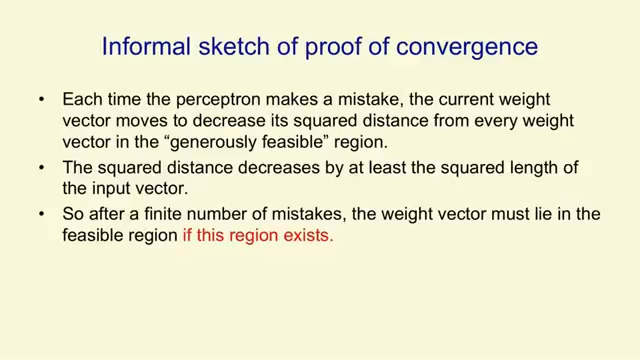 Informal sketch of proof of convergence
• Each time the perceptron makes a mistake, the current weight
vector moves to decrease its squared distance from every weight
vector in the “generously feasible” region.
• The squared distance decreases by at least the squared length of
the input vector.
• So after a finite number of mistakes, the weight vector must lie in the
feasible region if this region exists.